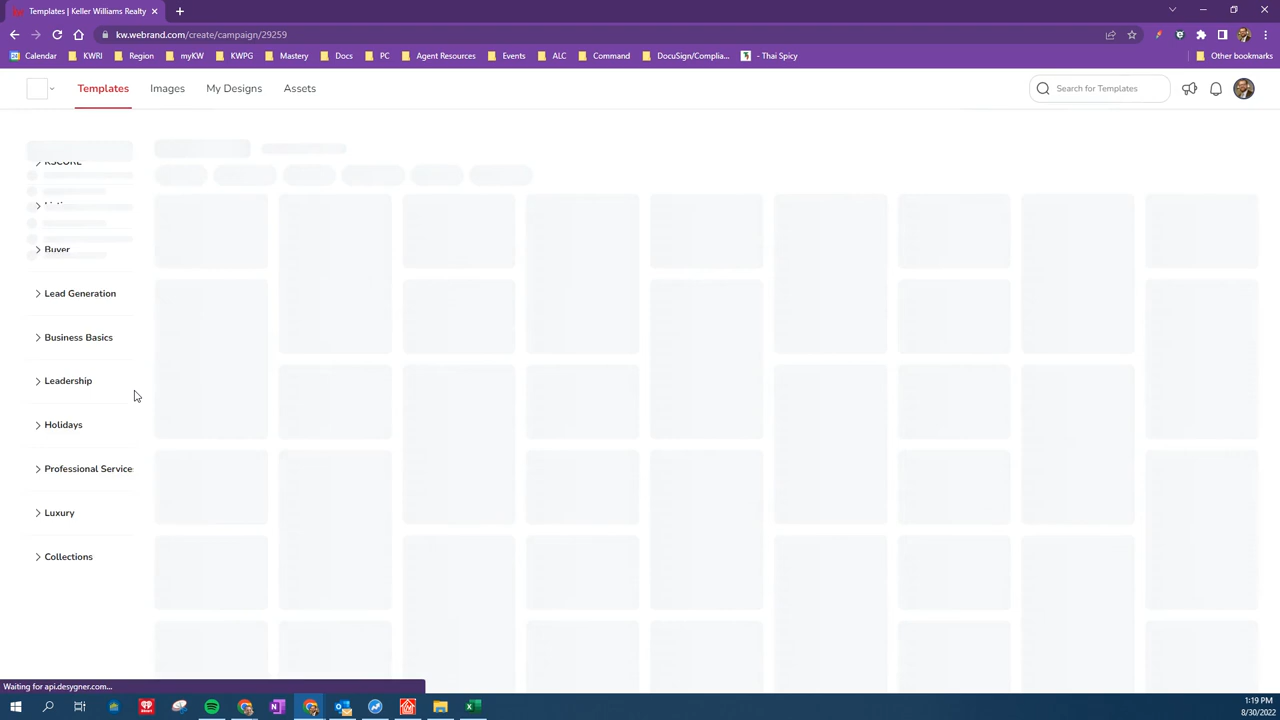 Templates | Keller Williams Realty
kw.webrand.com/create/campaign/29259
Calendar KWRI Region myKW KWPG Mastery Docs PC Agent Resources Events ALC Command DocuSign/Complia... - Thai Spicy Other bookmarks
Templates Images My Designs Assets Search for Templates
KSCORE
Buyer
Lead Generation
Business Basics
Leadership
Holidays
Professional Service
Luxury
Collections
Waiting for api.desygner.com...
1:19 PM
8/30/2022